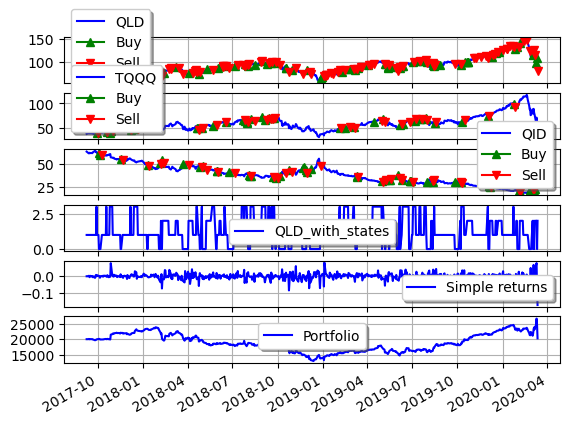 QLD
Buy
Sell
150
100
TQQQ
Buy
Sell
100
50
QID
Buy
Sell
50
25
QLD_with_states
2.5
0.0
Simple returns
0.0
−0.1
Portfolio
25000
20000
15000
2017-10
2018-01
2018-04
2018-07
2018-10
2019-01
2019-04
2019-07
2019-10
2020-01
2020-04